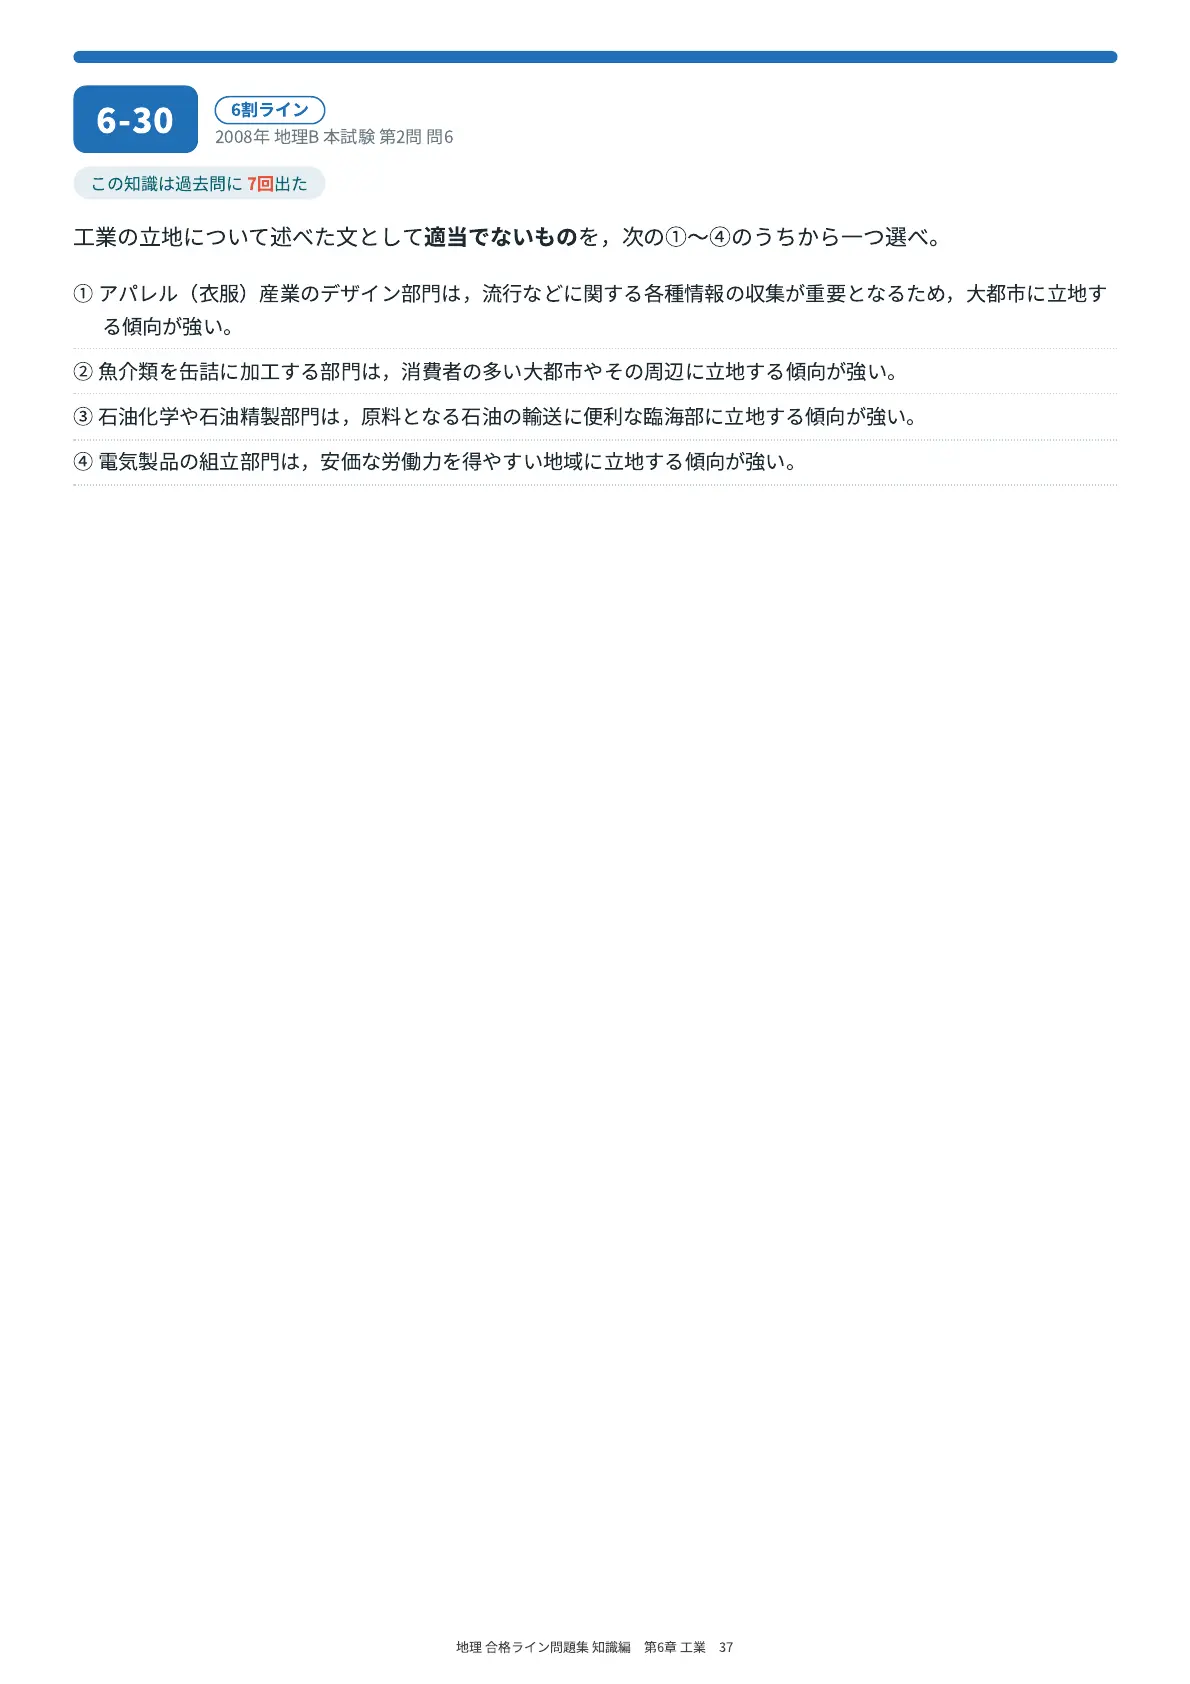 6-30
6割ライン
2008年 地理B 本試験 第2問 問6
この知識は過去問に 7回出た
工業の立地について述べた文として適当でないものを，次の①〜④のうちから一つ選べ。
① アパレル（衣服）産業のデザイン部門は，流行などに関する各種情報の収集が重要となるため，大都市に立地す
る傾向が強い。
② 魚介類を缶詰に加工する部門は，消費者の多い大都市やその周辺に立地する傾向が強い。
③ 石油化学や石油精製部門は，原料となる石油の輸送に便利な臨海部に立地する傾向が強い。
④ 電気製品の組立部門は，安価な労働力を得やすい地域に立地する傾向が強い。
地理 合格ライン問題集 知識編　第6章 工業　37